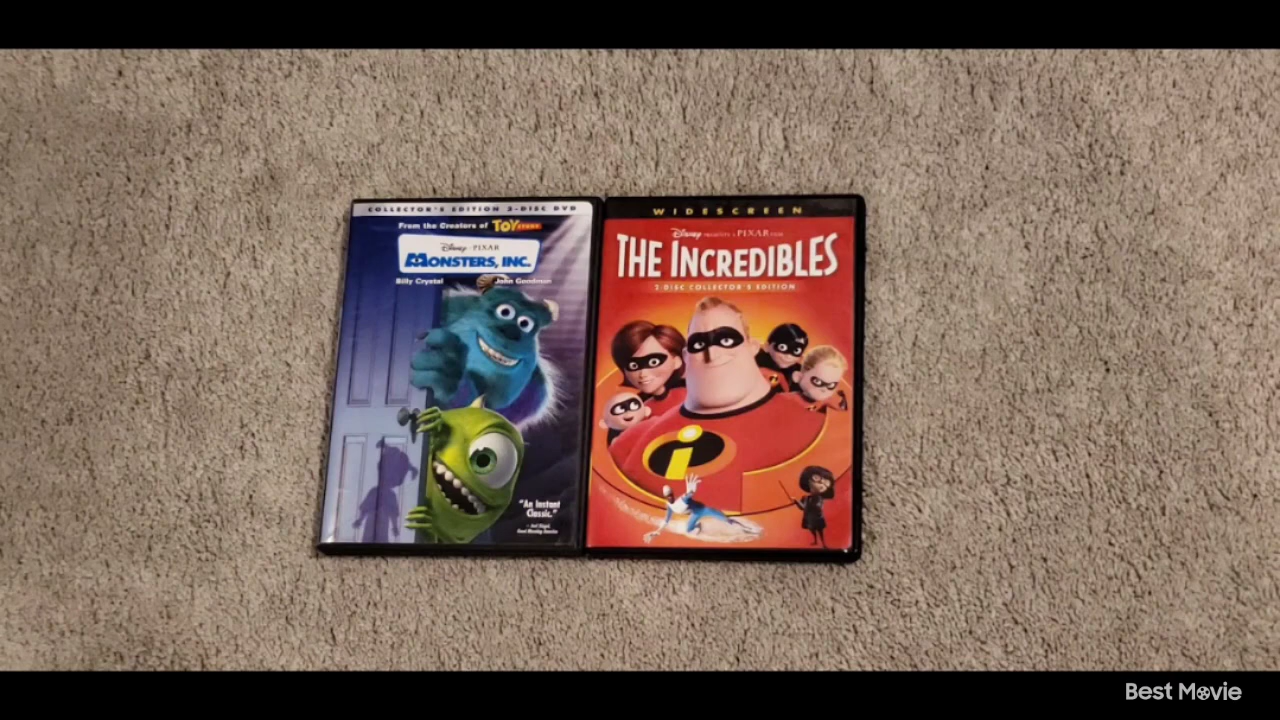 COLLECTOR'S EDITION 2-DISC DVD
From the Creators of TOY STORY
Disney · PIXAR
MONSTERS, INC.
Billy Crystal John Goodman
"An Instant
Classic."
WIDESCREEN
Disney PRESENTS A PIXAR FILM
THE INCREDIBLES
2-DISC COLLECTOR'S EDITION
Best Movie